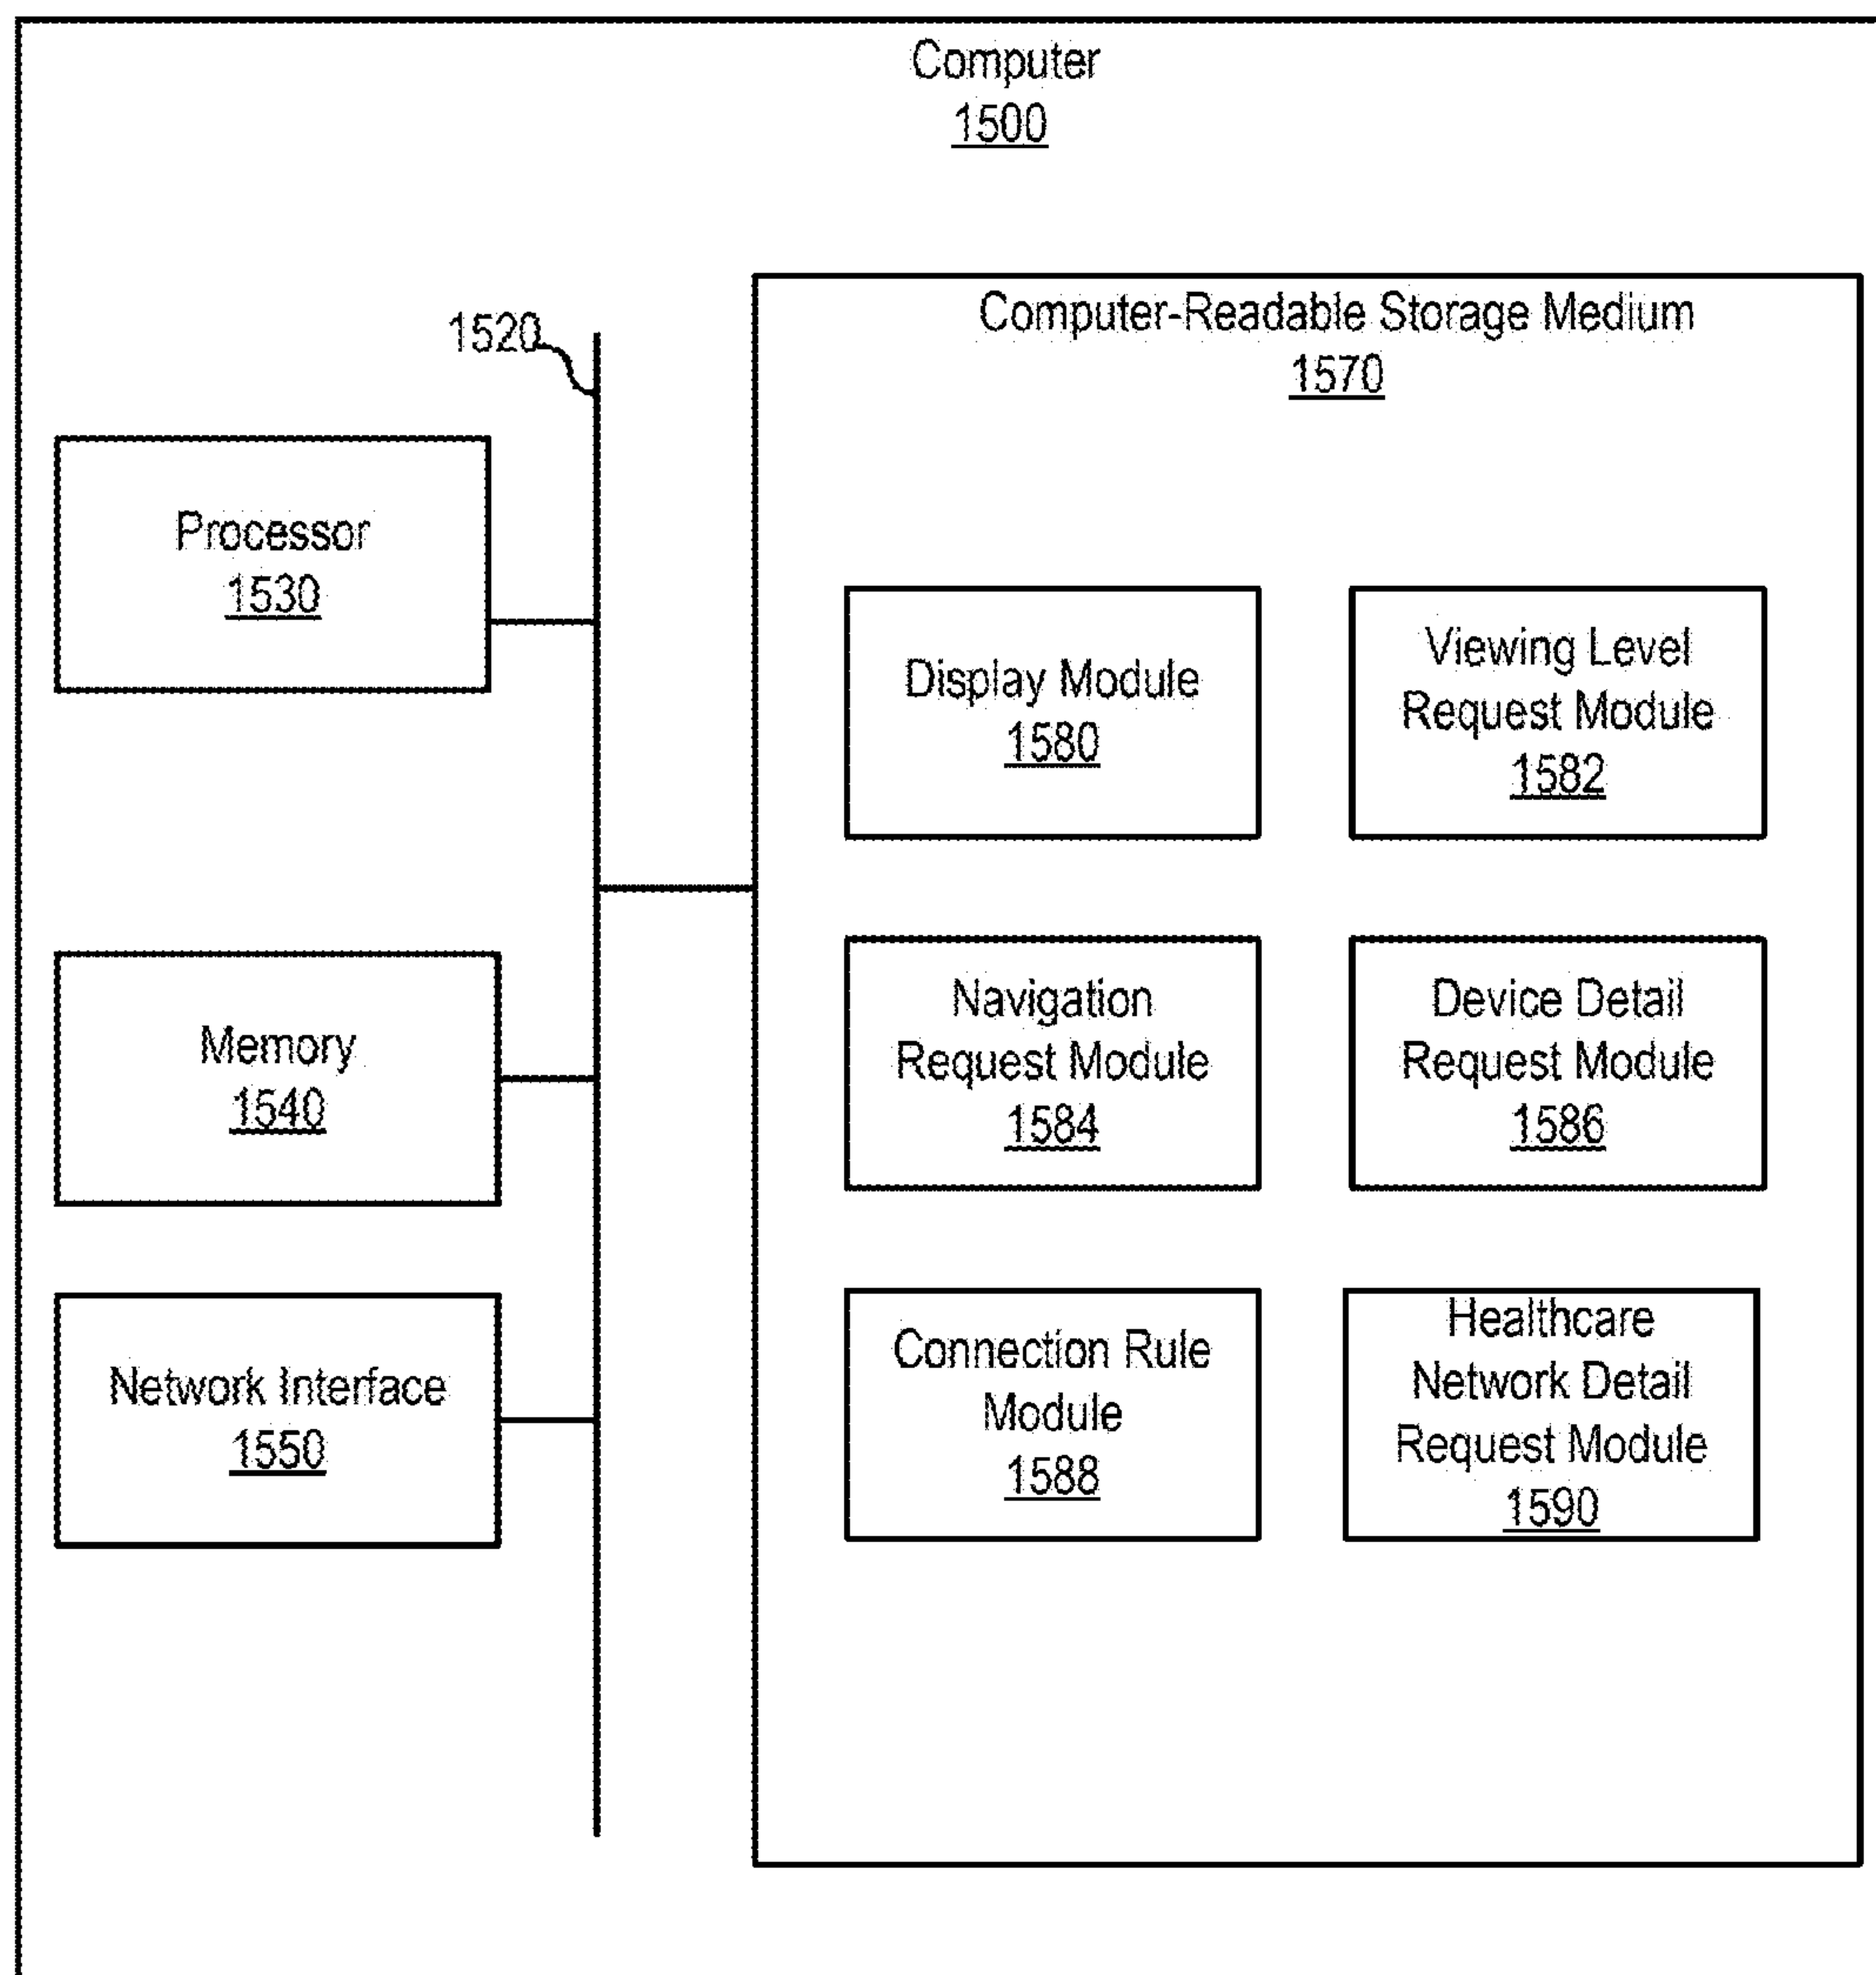 Computer
1500
1520
Computer-Readable Storage Medium
1570
Processor
1530
Display Module
1580
Viewing Level
Request Module
1582
Memory
1540
Navigation
Request Module
1584
Device Detail
Request Module
1586
Network Interface
1550
Connection Rule
Module
1588
Healthcare
Network Detail
Request Module
1590